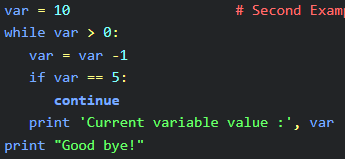 var = 10 # Second
while var > 0:
var = var -1
if var == 5:
continue
print 'Current variable value :', var
print "Good bye!"